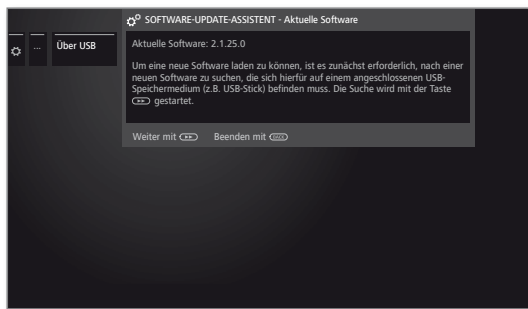 SOFTWARE-UPDATE-ASSISTENT - Aktuelle Software
... Über USB
Aktuelle Software: 2.1.25.0
Um eine neue Software laden zu können, ist es zunächst erforderlich, nach einer
neuen Software zu suchen, die sich hierfür auf einem angeschlossenen USB-
Speichermedium (z.B. USB-Stick) befinden muss. Die Suche wird mit der Taste
gestartet.
Weiter mit Beenden mit BACK